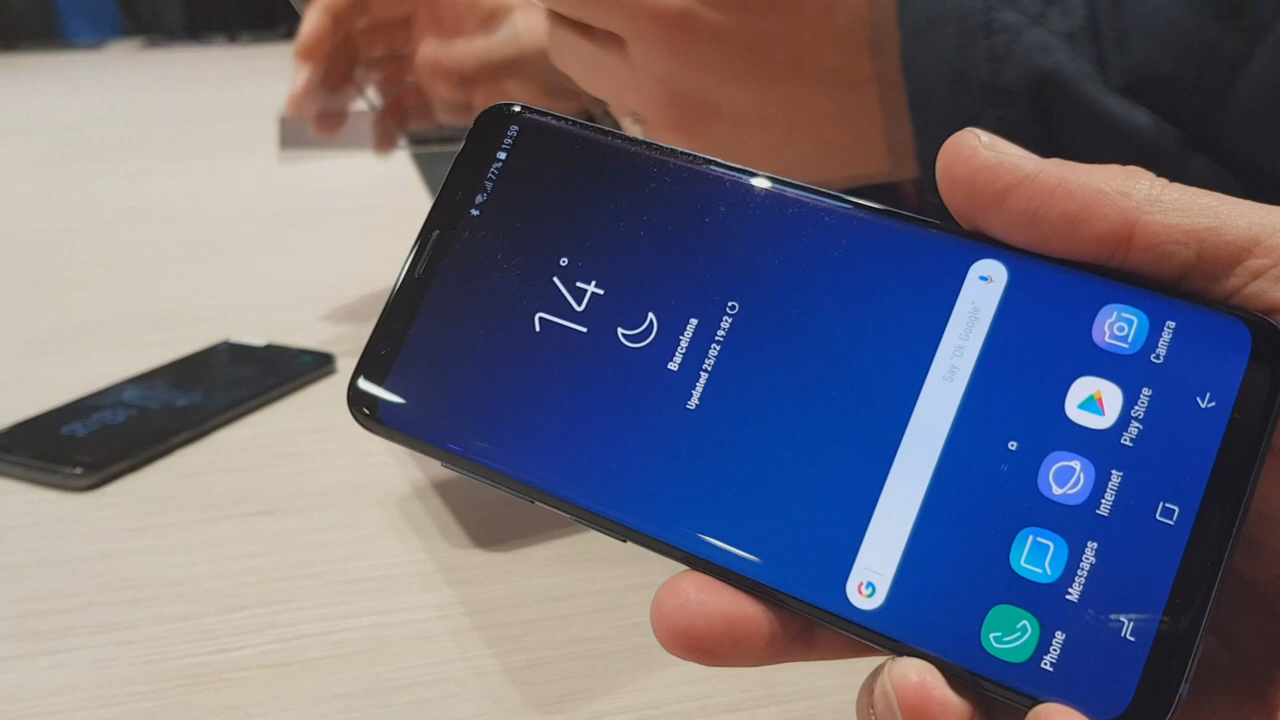 77% 19:59
14°
Barcelona
Updated 25/02 19:02
Say "Ok Google"
Phone
Messages
Internet
Play Store
Camera